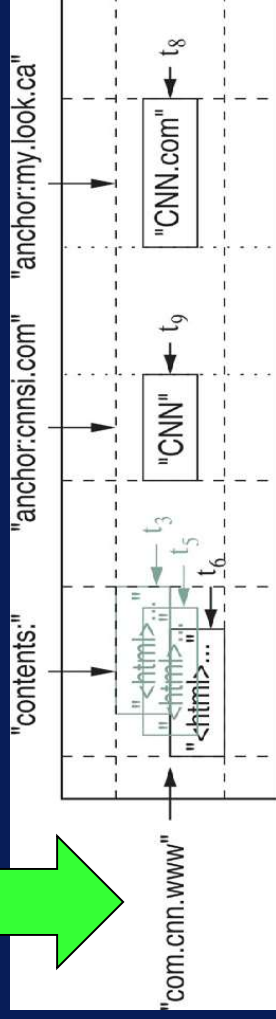 "contents:" "anchor:cnnsi.com" "anchor:my.look.ca"
"<html>... " t3
"<html>... " t5
"<html>... t6
"com.cnn.www"
"CNN" t9
"CNN.com" t8